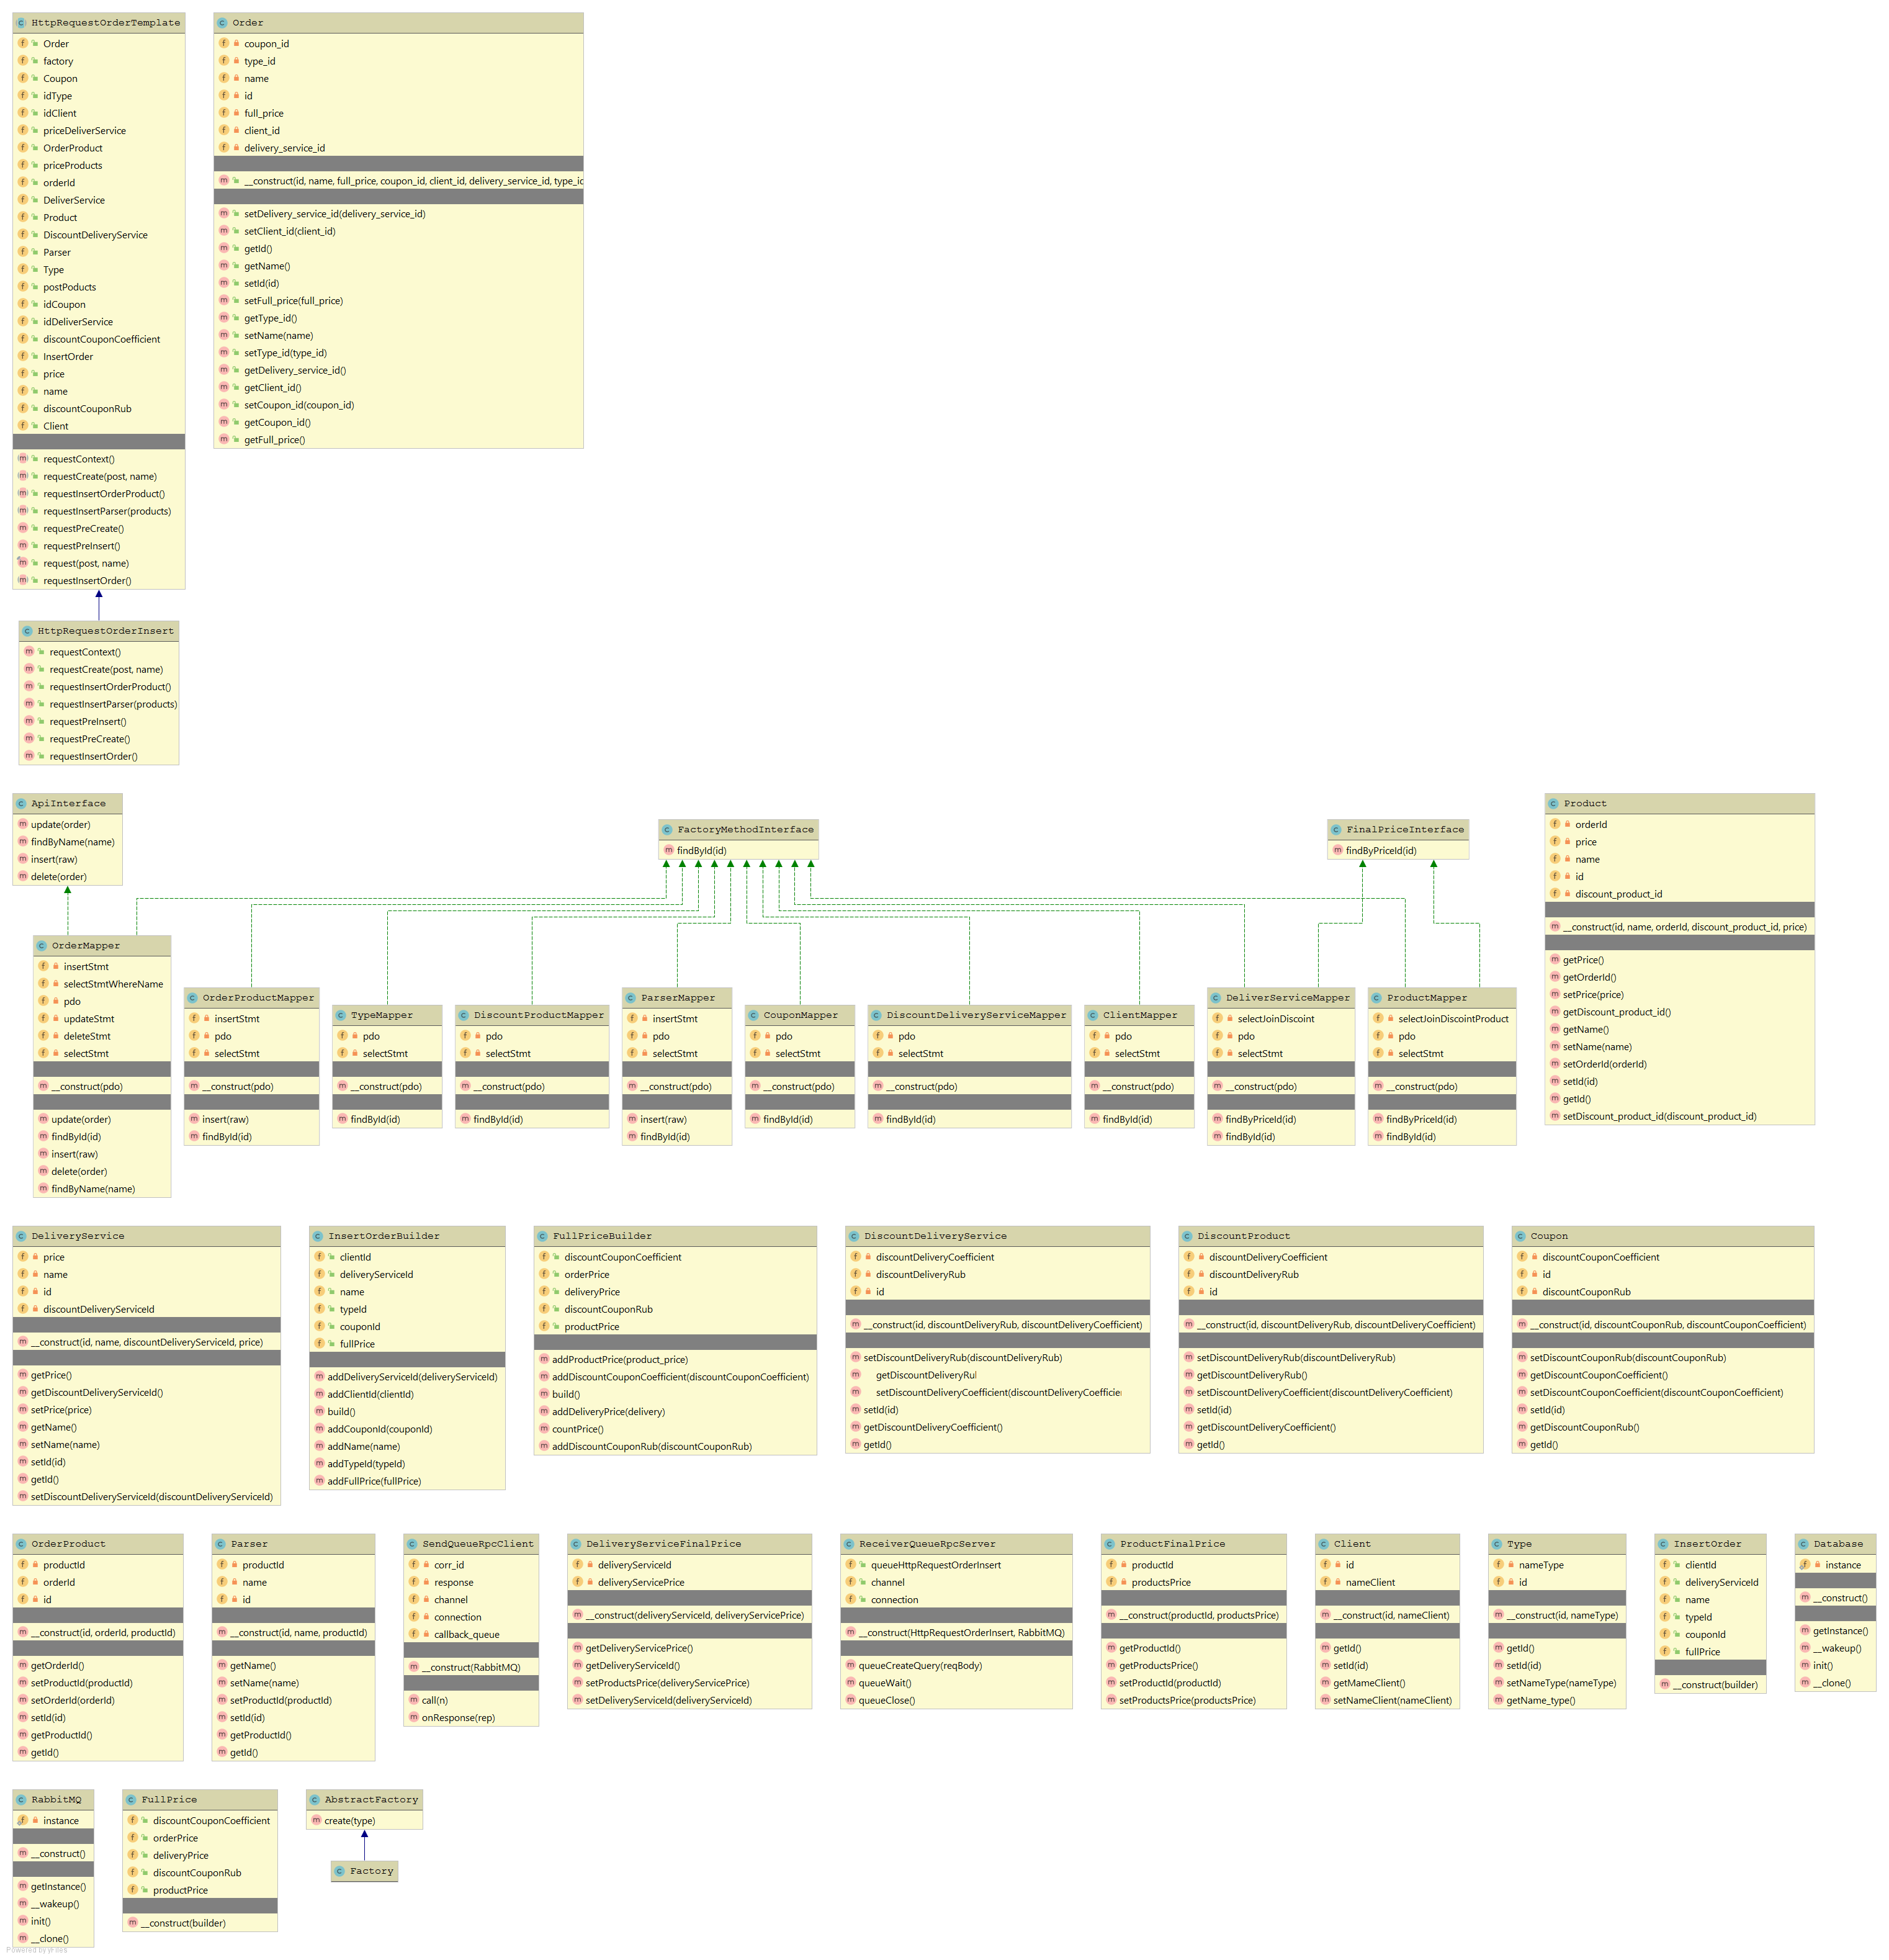 HttpRequestOrderTemplate
Order
factory
Coupon
idType
idClient
priceDeliverService
OrderProduct
priceProducts
orderId
DeliverService
Product
DiscountDeliveryService
Parser
Type
postPoducts
idCoupon
idDeliverService
discountCouponCoefficient
InsertOrder
price
name
discountCouponRub
Client
requestContext()
requestCreate(post, name)
requestInsertOrderProduct()
requestInsertParser(products)
requestPreCreate()
requestPreInsert()
request(post, name)
requestInsertOrder()
Order
coupon_id
type_id
name
id
full_price
client_id
delivery_service_id
__construct(id, name, full_price, coupon_id, client_id, delivery_service_id, type_ic
setDelivery_service_id(delivery_service_id)
setClient_id(client_id)
getId()
getName()
setId(id)
setFull_price(full_price)
getType_id()
setName(name)
setType_id(type_id)
getDelivery_service_id()
getClient_id()
setCoupon_id(coupon_id)
getCoupon_id()
getFull_price()
HttpRequestOrderInsert
requestContext()
requestCreate(post, name)
requestInsertOrderProduct()
requestInsertParser(products)
requestPreInsert()
requestPreCreate()
requestInsertOrder()
ApiInterface
update(order)
findByName(name)
insert(raw)
delete(order)
FactoryMethodInterface
findById(id)
FinalPriceInterface
findByPriceId(id)
Product
orderId
price
name
id
discount_product_id
__construct(id, name, orderId, discount_product_id, price)
getPrice()
getOrderId()
setPrice(price)
getDiscount_product_id()
getName()
setName(name)
setOrderId(orderId)
setId(id)
getId()
setDiscount_product_id(discount_product_id)
OrderMapper
insertStmt
selectStmtWhereName
pdo
updateStmt
deleteStmt
selectStmt
__construct(pdo)
update(order)
findById(id)
insert(raw)
delete(order)
findByName(name)
OrderProductMapper
insertStmt
pdo
selectStmt
__construct(pdo)
insert(raw)
findById(id)
TypeMapper
pdo
selectStmt
__construct(pdo)
findById(id)
DiscountProductMapper
pdo
selectStmt
__construct(pdo)
findById(id)
ParserMapper
insertStmt
pdo
selectStmt
__construct(pdo)
insert(raw)
findById(id)
CouponMapper
pdo
selectStmt
__construct(pdo)
findById(id)
DiscountDeliveryServiceMapper
pdo
selectStmt
__construct(pdo)
findById(id)
ClientMapper
pdo
selectStmt
__construct(pdo)
findById(id)
DeliverServiceMapper
selectJoinDiscoint
pdo
selectStmt
__construct(pdo)
findByPriceId(id)
findById(id)
ProductMapper
selectJoinDiscointProduct
pdo
selectStmt
__construct(pdo)
findByPriceId(id)
findById(id)
DeliveryService
price
name
id
discountDeliveryServiceId
__construct(id, name, discountDeliveryServiceId, price)
getPrice()
getDiscountDeliveryServiceId()
setPrice(price)
getName()
setName(name)
setId(id)
getId()
setDiscountDeliveryServiceId(discountDeliveryServiceId)
InsertOrderBuilder
clientId
deliveryServiceId
name
typeId
couponId
fullPrice
addDeliveryServiceId(deliveryServiceId)
addClientId(clientId)
build()
addCouponId(couponId)
addName(name)
addTypeId(typeId)
addFullPrice(fullPrice)
FullPriceBuilder
discountCouponCoefficient
orderPrice
deliveryPrice
discountCouponRub
productPrice
addProductPrice(product_price)
addDiscountCouponCoefficient(discountCouponCoefficient)
build()
addDeliveryPrice(delivery)
countPrice()
addDiscountCouponRub(discountCouponRub)
DiscountDeliveryService
discountDeliveryCoefficient
discountDeliveryRub
id
__construct(id, discountDeliveryRub, discountDeliveryCoefficient)
setDiscountDeliveryRub(discountDeliveryRub)
getDiscountDeliveryRu
setDiscountDeliveryCoefficient(discountDeliveryCoefficie
setId(id)
getDiscountDeliveryCoefficient()
getId()
DiscountProduct
discountDeliveryCoefficient
discountDeliveryRub
id
__construct(id, discountDeliveryRub, discountDeliveryCoefficient)
setDiscountDeliveryRub(discountDeliveryRub)
getDiscountDeliveryRub()
setDiscountDeliveryCoefficient(discountDeliveryCoefficient)
setId(id)
getDiscountDeliveryCoefficient()
getId()
Coupon
discountCouponCoefficient
id
discountCouponRub
__construct(id, discountCouponRub, discountCouponCoefficient)
setDiscountCouponRub(discountCouponRub)
getDiscountCouponCoefficient()
setDiscountCouponCoefficient(discountCouponCoefficient)
setId(id)
getDiscountCouponRub()
getId()
OrderProduct
productId
orderId
id
__construct(id, orderId, productId)
getOrderId()
setProductId(productId)
setOrderId(orderId)
setId(id)
getProductId()
getId()
Parser
productId
name
id
__construct(id, name, productId)
getName()
setName(name)
setProductId(productId)
setId(id)
getProductId()
getId()
SendQueueRpcClient
corr_id
response
channel
connection
callback_queue
__construct(RabbitMQ)
call(n)
onResponse(rep)
DeliveryServiceFinalPrice
deliveryServiceId
deliveryServicePrice
__construct(deliveryServiceId, deliveryServicePrice)
getDeliveryServicePrice()
getDeliveryServiceId()
setProductsPrice(deliveryServicePrice)
setDeliveryServiceId(deliveryServiceId)
ReceiverQueueRpcServer
queueHttpRequestOrderInsert
channel
connection
__construct(HttpRequestOrderInsert, RabbitMQ)
queueCreateQuery(reqBody)
queueWait()
queueClose()
ProductFinalPrice
productId
productsPrice
__construct(productId, productsPrice)
getProductId()
getProductsPrice()
setProductId(productId)
setProductsPrice(productsPrice)
Client
id
nameClient
__construct(id, nameClient)
getId()
setId(id)
getMameClient()
setNameClient(nameClient)
Type
nameType
id
__construct(id, nameType)
getId()
setId(id)
setNameType(nameType)
getName_type()
InsertOrder
clientId
deliveryServiceId
name
typeId
couponId
fullPrice
__construct(builder)
Database
instance
__construct()
getInstance()
__wakeup()
init()
__clone()
RabbitMQ
instance
__construct()
getInstance()
__wakeup()
init()
__clone()
FullPrice
discountCouponCoefficient
orderPrice
deliveryPrice
discountCouponRub
productPrice
__construct(builder)
AbstractFactory
create(type)
Factory
Powered by yFiles